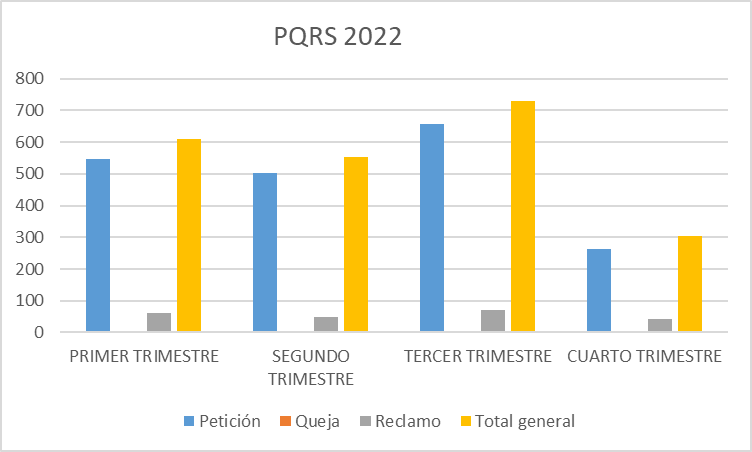 PQRS 2022
800
700
600
500
400
300
200
100
0
PRIMER TRIMESTRE
SEGUNDO
TRIMESTRE
TERCER TRIMESTRE
CUARTO TRIMESTRE
Petición Queja Reclamo Total general